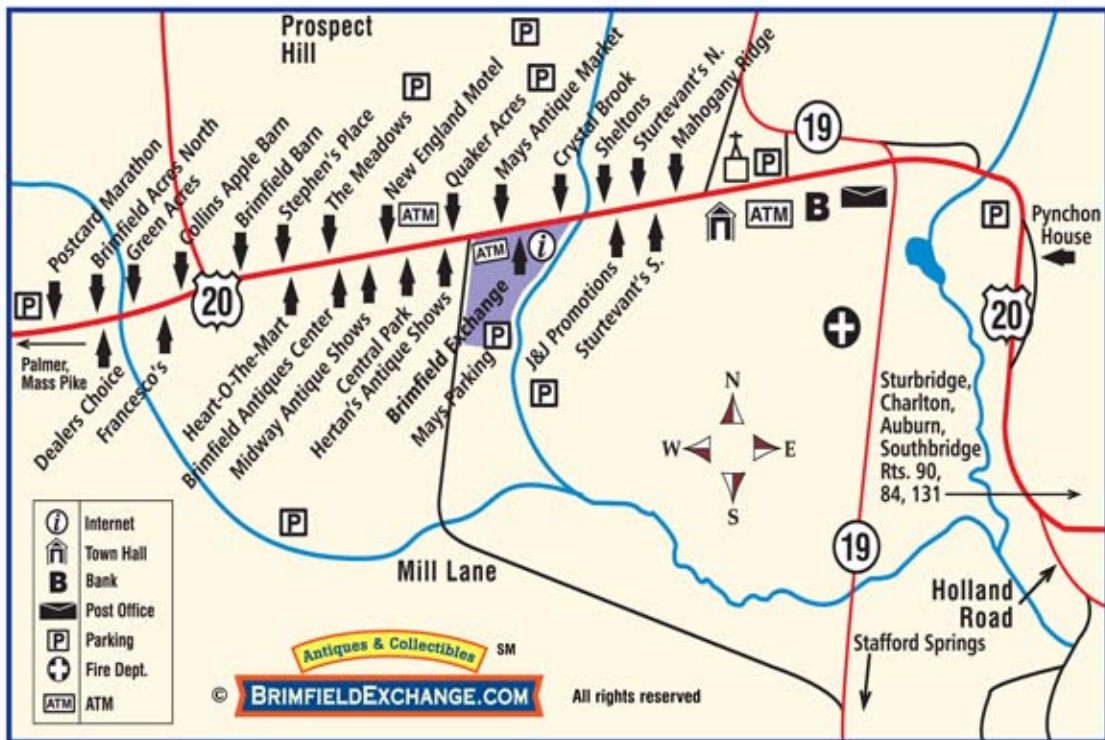 Prospect
Hill
P
P
P
Postcard Marathon
Brimfield Acres North
Green Acres
Collins Apple Barn
Brimfield Barn
Stephen's Place
The Meadows
New England Motel
Quaker Acres
Mays Antique Market
Crystal Brook
Sheltons
Sturtevant's N.
Mahogany Ridge
19
P
ATM
ATM
i
ATM
B
P
Pynchon
House
P
20
20
Palmer,
Mass Pike
Dealers Choice
Francesco's
Heart-O-The-Mart
Brimfield Antiques Center
Midway Antique Shows
Central Park
Hertan's Antique Shows
Brimfield Exchange
Mays Parking
P
J&J Promotions
Sturtevant's S.
P
N
W
E
S
Sturbridge,
Charlton,
Auburn,
Southbridge
Rts. 90,
84, 131
P
Mill Lane
19
Holland
Road
Stafford Springs
i Internet
Town Hall
B Bank
Post Office
P Parking
Fire Dept.
ATM ATM
Antiques & Collectibles SM
© BRIMFIELDEXCHANGE.COM All rights reserved